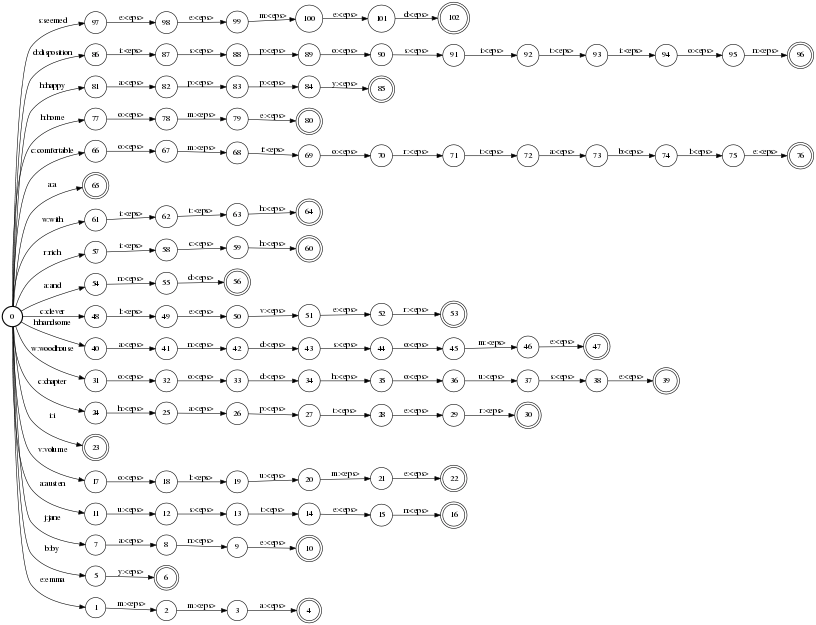 s:seemed 97 e:<eps> 98 e:<eps> 99 m:<eps> 100 e:<eps> 101 d:<eps> 102
d:disposition 86 i:<eps> 87 s:<eps> 88 p:<eps> 89 o:<eps> 90 s:<eps> 91 i:<eps> 92 t:<eps> 93 i:<eps> 94 o:<eps> 95 n:<eps> 96
h:happy 81 a:<eps> 82 p:<eps> 83 p:<eps> 84 y:<eps> 85
h:home 77 o:<eps> 78 m:<eps> 79 e:<eps> 80
c:comfortable 66 o:<eps> 67 m:<eps> 68 f:<eps> 69 o:<eps> 70 r:<eps> 71 t:<eps> 72 a:<eps> 73 b:<eps> 74 l:<eps> 75 e:<eps> 76
a:a 65
w:with 61 i:<eps> 62 t:<eps> 63 h:<eps> 64
r:rich 57 i:<eps> 58 c:<eps> 59 h:<eps> 60
a:and 54 n:<eps> 55 d:<eps> 56
0 c:clever 48 l:<eps> 49 e:<eps> 50 v:<eps> 51 e:<eps> 52 r:<eps> 53
h:handsome 40 a:<eps> 41 n:<eps> 42 d:<eps> 43 s:<eps> 44 o:<eps> 45 m:<eps> 46 e:<eps> 47
w:woodhouse 31 o:<eps> 32 o:<eps> 33 d:<eps> 34 h:<eps> 35 o:<eps> 36 u:<eps> 37 s:<eps> 38 e:<eps> 39
c:chapter 24 h:<eps> 25 a:<eps> 26 p:<eps> 27 t:<eps> 28 e:<eps> 29 r:<eps> 30
i:i 23
v:volume 17 o:<eps> 18 l:<eps> 19 u:<eps> 20 m:<eps> 21 e:<eps> 22
a:austen 11 u:<eps> 12 s:<eps> 13 t:<eps> 14 e:<eps> 15 n:<eps> 16
j:jane 7 a:<eps> 8 n:<eps> 9 e:<eps> 10
b:by 5 y:<eps> 6
e:emma 1 m:<eps> 2 m:<eps> 3 a:<eps> 4